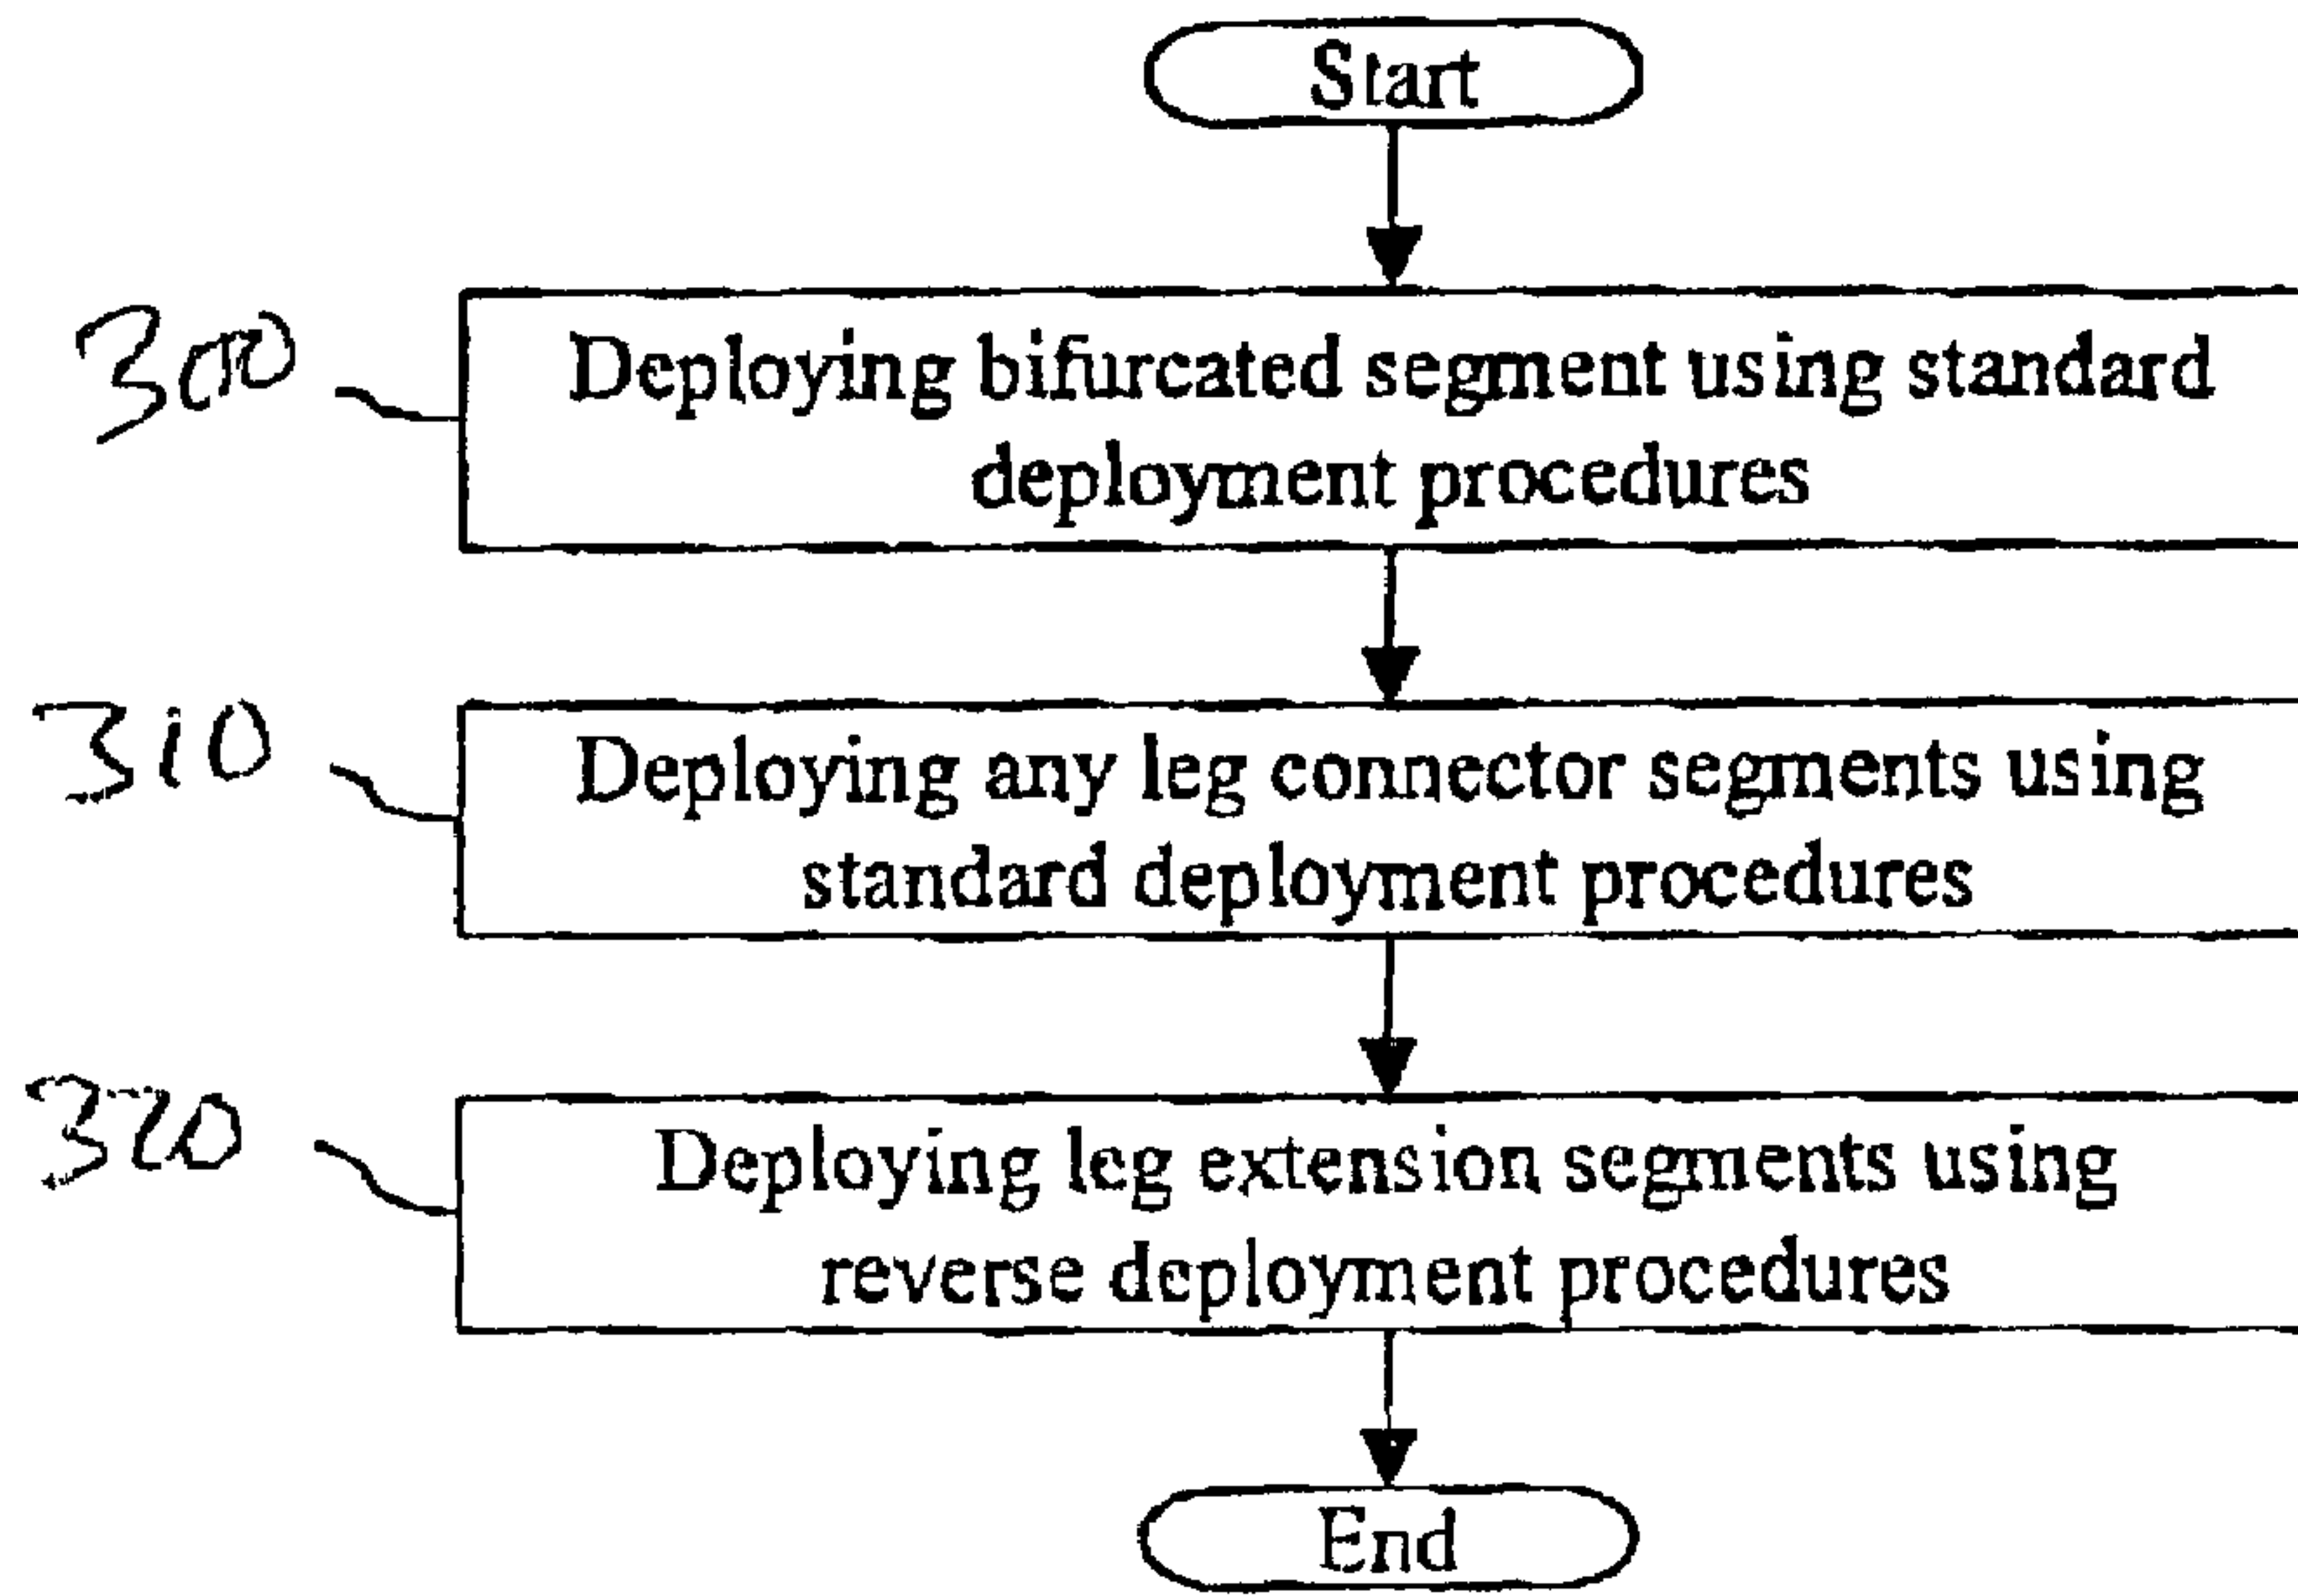 Start
300
Deploying bifurcated segment using standard
deployment procedures
310
Deploying any leg connector segments using
standard deployment procedures
320
Deploying leg extension segments using
reverse deployment procedures
End